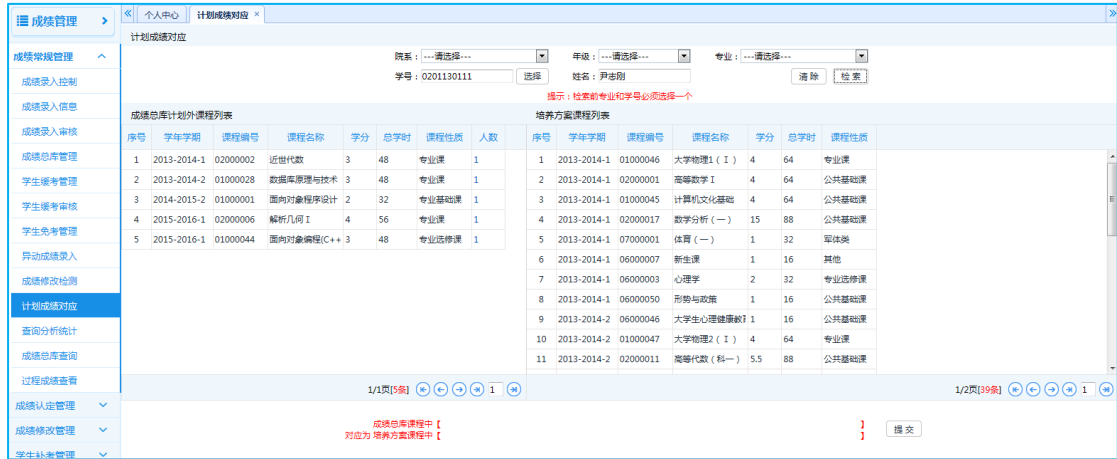 成绩管理
个人中心 计划成绩对应 ×
计划成绩对应
成绩常规管理
成绩录入控制
成绩录入信息
成绩录入审核
成绩总库管理
学生缓考管理
学生缓考审核
学生免考管理
异动成绩录入
成绩修改检测
计划成绩对应
查询分析统计
成绩总库查询
过程成绩查看
成绩认定管理
成绩修改管理
学生补考管理
院系：---请选择--- 年级：---请选择--- 专业：---请选择---
学号：0201130111 选择 姓名：尹志刚 清除 检索
提示：检索前专业和学号必须选择一个
成绩总库计划外课程列表
序号 学年学期 课程编号 课程名称 学分 总学时 课程性质 人数
1 2013-2014-1 02000002 近世代数 3 48 专业课 1
2 2013-2014-2 01000028 数据库原理与技术 3 48 专业课 1
3 2014-2015-2 01000001 面向对象程序设计 2 32 专业基础课 1
4 2015-2016-1 02000006 解析几何Ⅰ 4 56 专业课 1
5 2015-2016-1 01000044 面向对象编程(C++ 3 48 专业选修课 1
1/1页[5条] 1
培养方案课程列表
序号 学年学期 课程编号 课程名称 学分 总学时 课程性质
1 2013-2014-1 01000046 大学物理1（Ⅰ） 4 64 专业课
2 2013-2014-1 02000001 高等数学Ⅰ 4 64 公共基础课
3 2013-2014-1 01000045 计算机文化基础 4 64 公共基础课
4 2013-2014-1 02000017 数学分析（一） 15 88 公共基础课
5 2013-2014-1 07000001 体育（一） 1 32 军体类
6 2013-2014-1 06000007 新生课 1 16 其他
7 2013-2014-1 06000003 心理学 2 32 专业选修课
8 2013-2014-1 06000050 形势与政策 1 16 公共基础课
9 2013-2014-2 06000046 大学生心理健康教 1 16 公共基础课
10 2013-2014-2 01000047 大学物理2（Ⅰ） 4 64 专业课
11 2013-2014-2 02000011 高等代数（科一） 5.5 88 公共基础课
1/2页[39条] 1
成绩总库课程中【 】
对应为 培养方案课程中【 】 提交